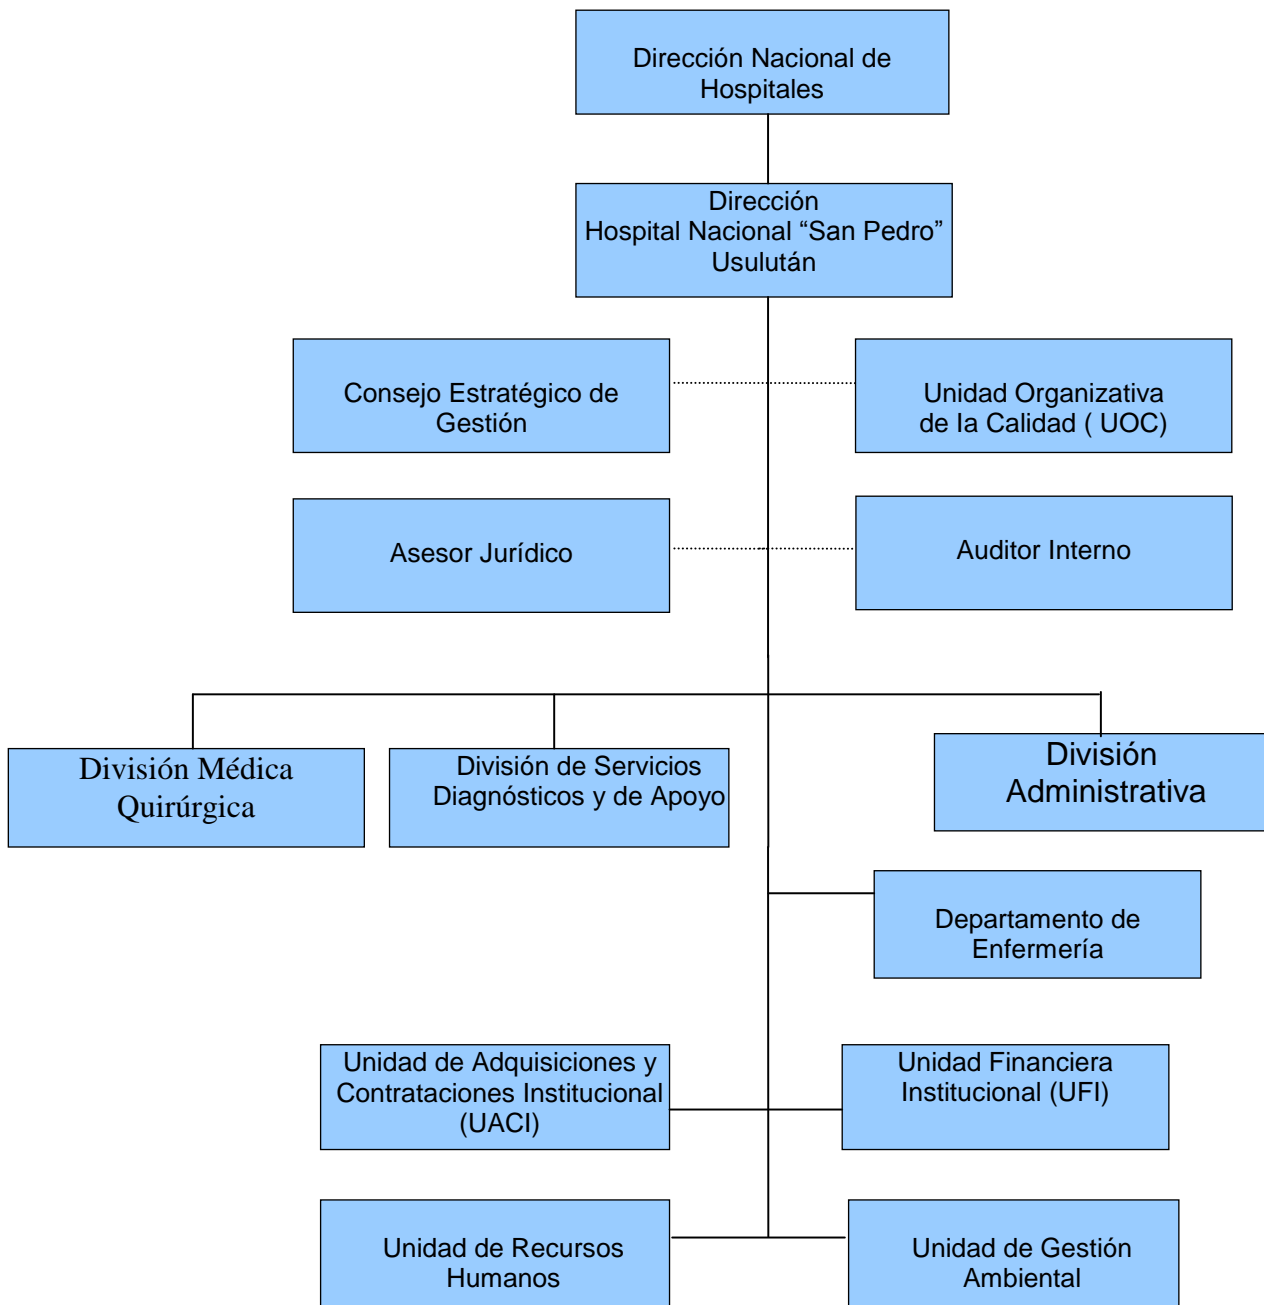 Dirección Nacional de
Hospitales
Dirección
Hospital Nacional “San Pedro”
Usulután
Consejo Estratégico de
Gestión
Unidad Organizativa
de la Calidad ( UOC)
Asesor Jurídico
Auditor Interno
División Médica
Quirúrgica
División de Servicios
Diagnósticos y de Apoyo
División
Administrativa
Departamento de
Enfermería
Unidad de Adquisiciones y
Contrataciones Institucional
(UACI)
Unidad Financiera
Institucional (UFI)
Unidad de Recursos
Humanos
Unidad de Gestión
Ambiental